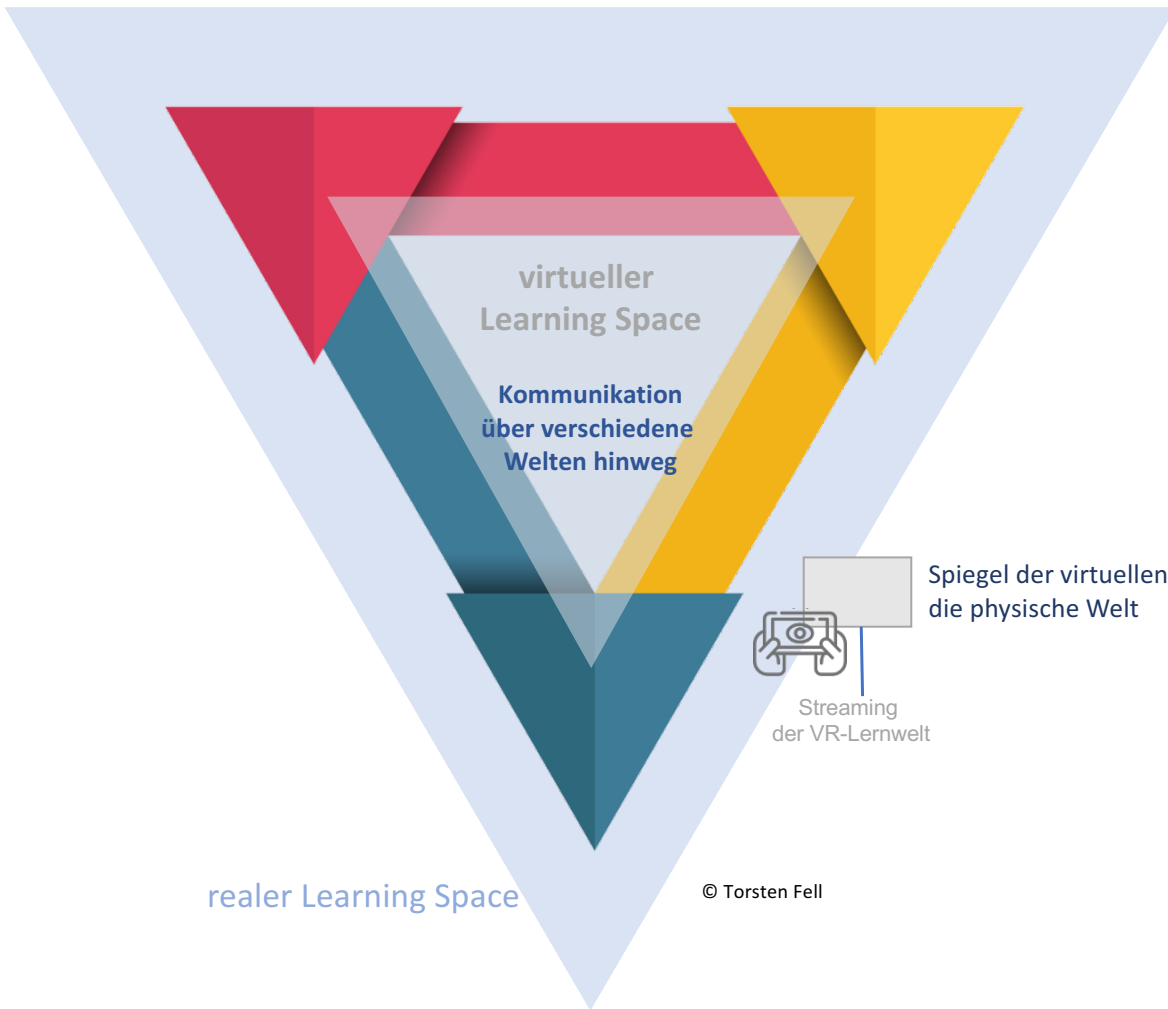 virtueller
Learning Space
Kommunikation
über verschiedene
Welten hinweg
Spiegel der virtuellen
die physische Welt
Streaming
der VR-Lernwelt
realer Learning Space
© Torsten Fell